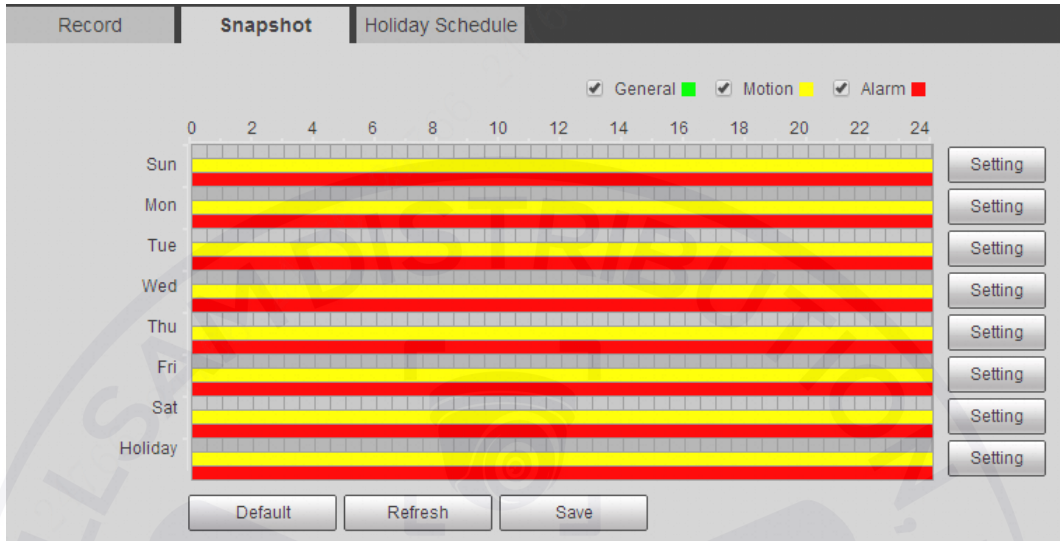 Record Snapshot Holiday Schedule
General Motion Alarm
0 2 4 6 8 10 12 14 16 18 20 22 24
Sun Setting
Mon Setting
Tue Setting
Wed Setting
Thu Setting
Fri Setting
Sat Setting
Holiday Setting
Default Refresh Save
LLSAM DISTRIBUTION,